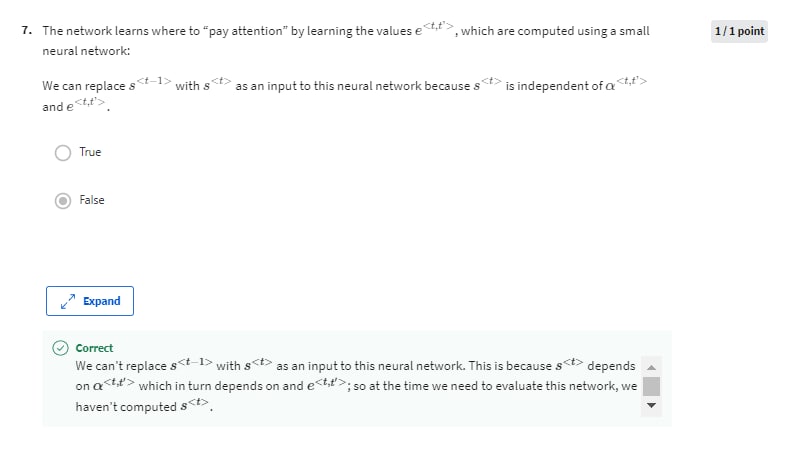 7. The network learns where to “pay attention” by learning the values e^{<t,t'>}, which are computed using a small
1 / 1 point
neural network:
We can replace s^{<t−1>} with s^{<t>} as an input to this neural network because s^{<t>} is independent of α^{<t,t'>}
and e^{<t,t'>}.
True
False
Expand
Correct
We can't replace s^{<t−1>} with s^{<t>} as an input to this neural network. This is because s^{<t>} depends
on α^{<t,t'>} which in turn depends on and e^{<t,t'>}; so at the time we need to evaluate this network, we
haven't computed s^{<t>}.